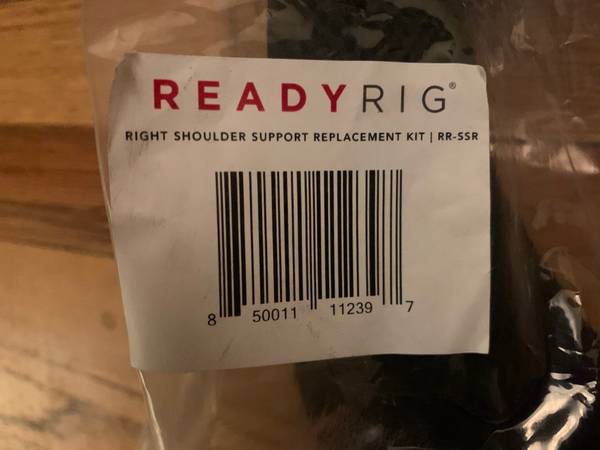 READYRIG®
RIGHT SHOULDER SUPPORT REPLACEMENT KIT | RR-SSR
8 50011 11239 7